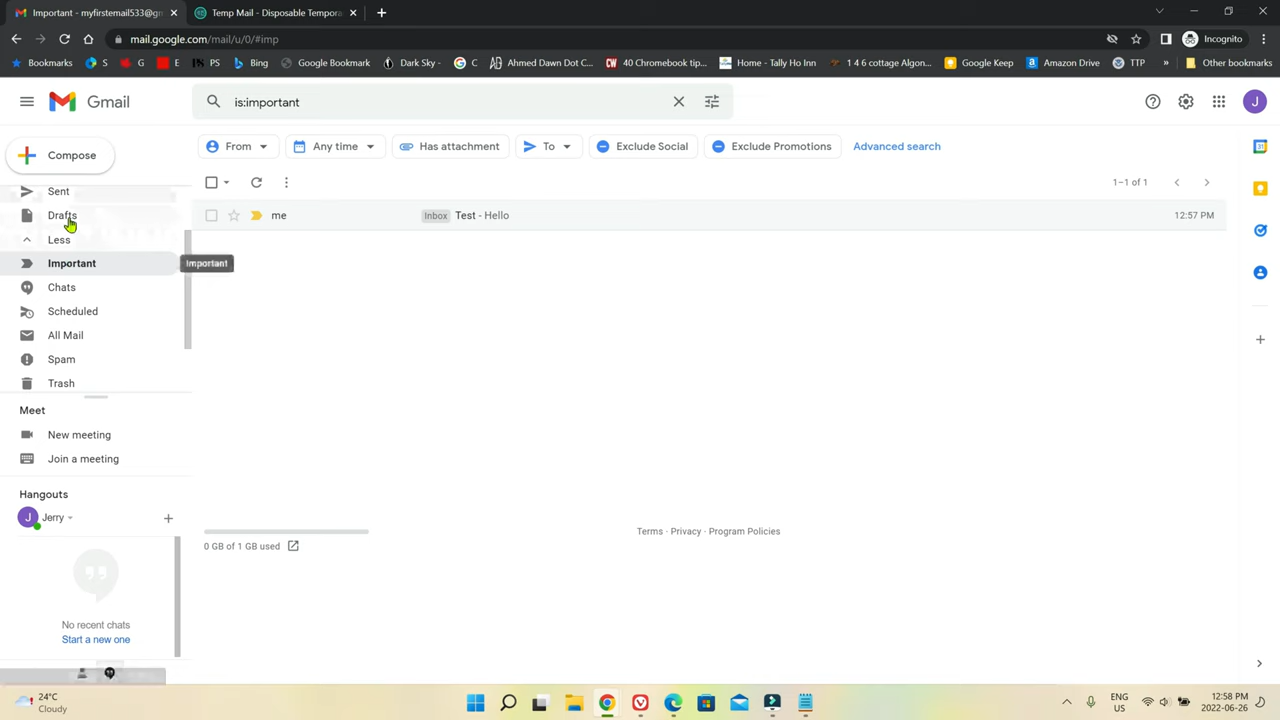 Important - myfirstemail533@gm
Temp Mail - Disposable Tempora
mail.google.com/mail/u/0/#imp
Incognito
Bookmarks
S
G
E
PS
Bing
Google Bookmark
Dark Sky -
C
Ahmed Dawn Cot...
CW
40 Chromebook tip...
Home - Tally Ho Inn
1 4 6 cottage Algon...
Google Keep
Amazon Drive
TTP
»
Other bookmarks
Gmail
is:important
J
Compose
From
Any time
Has attachment
To
Exclude Social
Exclude Promotions
Advanced search
1–1 of 1
Sent
Drafts
Less
Important
Important
Chats
Scheduled
All Mail
Spam
Trash
me
Inbox
Test - Hello
12:57 PM
Meet
New meeting
Join a meeting
Hangouts
J
Jerry
+
No recent chats
Start a new one
0 GB of 1 GB used
Terms · Privacy · Program Policies
24°C
Cloudy
ENG
US
12:58 PM
2022-06-26